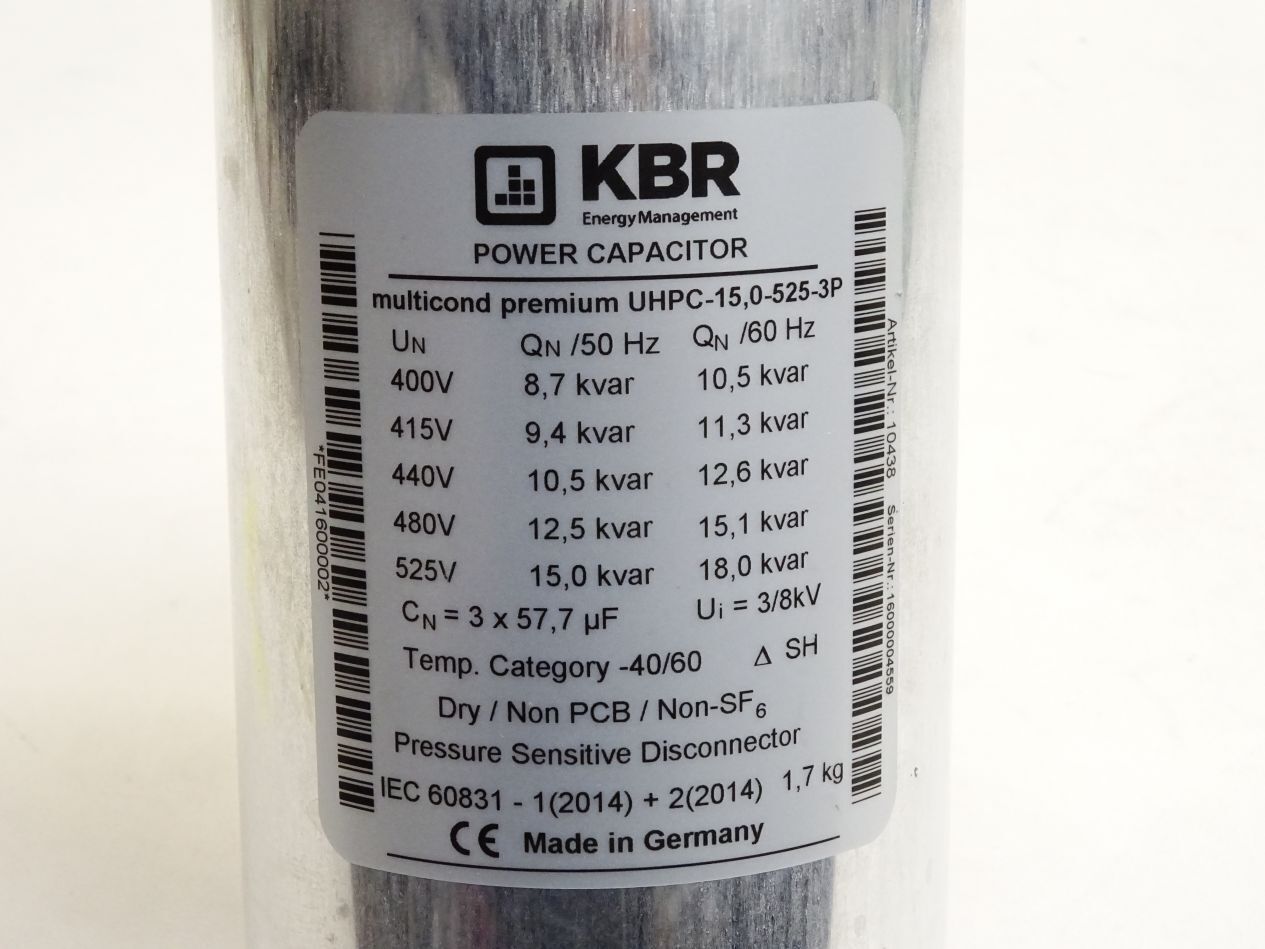 KBR
Energy Management
POWER CAPACITOR
multicond premium UHPC-15,0-525-3P
UN QN /50 Hz QN /60 Hz
400V 8,7 kvar 10,5 kvar
415V 9,4 kvar 11,3 kvar
440V 10,5 kvar 12,6 kvar
480V 12,5 kvar 15,1 kvar
525V 15,0 kvar 18,0 kvar
CN = 3 x 57,7 µF Ui = 3/8kV
Temp. Category -40/60 Δ SH
Dry / Non PCB / Non-SF₆
Pressure Sensitive Disconnector
IEC 60831 - 1(2014) + 2(2014) 1,7 kg
CE Made in Germany
*FE041600002*
Artikel-Nr.: 10438 Serien-Nr.: 1600004559